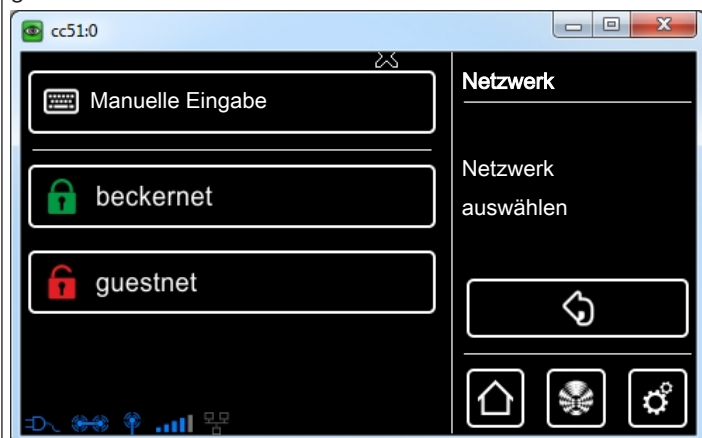 cc51:0
Manuelle Eingabe
beckernet
guestnet
Netzwerk
Netzwerk
auswählen